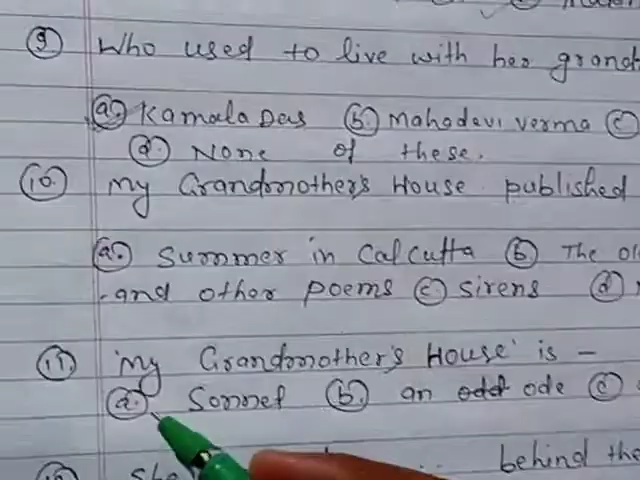 ⑨ Who used to live with her grand
ⓐ Kamala Das ⓑ Mahadevi verma ⓒ
ⓓ None of these.
⑩ my Grandmother's House published
ⓐ Summer in Calcutta ⓑ The Ol
and other poems ⓒ sirens ⓓ
⑪ 'my Grandmother's House' is -
ⓐ Sonnet ⓑ an ode ⓒ
behind the